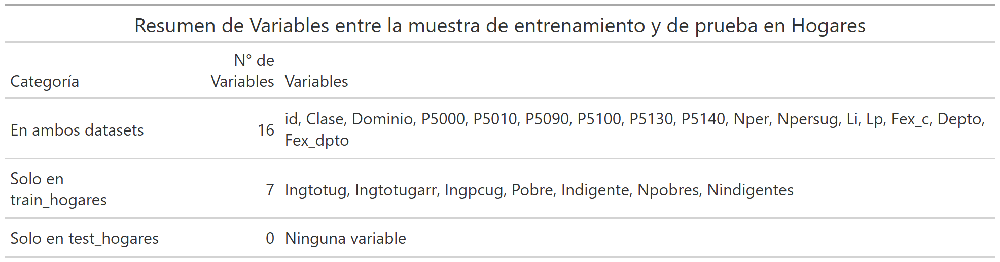 Resumen de Variables entre la muestra de entrenamiento y de prueba en Hogares
N° de
Categoría Variables Variables
En ambos datasets 16 id, Clase, Dominio, P5000, P5010, P5090, P5100, P5130, P5140, Nper, Npersug, Li, Lp, Fex_c, Depto,
Fex_dpto
Solo en
train_hogares 7 Ingtotug, Ingtotugarr, Ingpcug, Pobre, Indigente, Npobres, Nindigentes
Solo en test_hogares 0 Ninguna variable